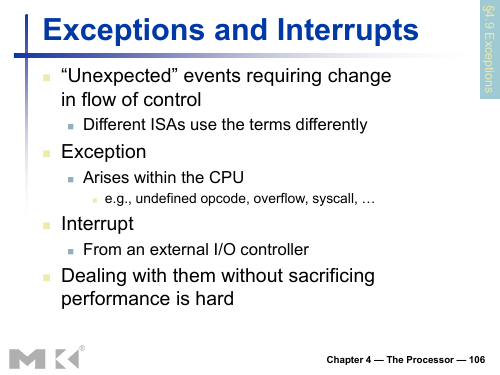 Exceptions and Interrupts
§4.9 Exceptions
“Unexpected” events requiring change
in flow of control
Different ISAs use the terms differently
Exception
Arises within the CPU
e.g., undefined opcode, overflow, syscall, …
Interrupt
From an external I/O controller
Dealing with them without sacrificing
performance is hard
MK®
Chapter 4 — The Processor — 106